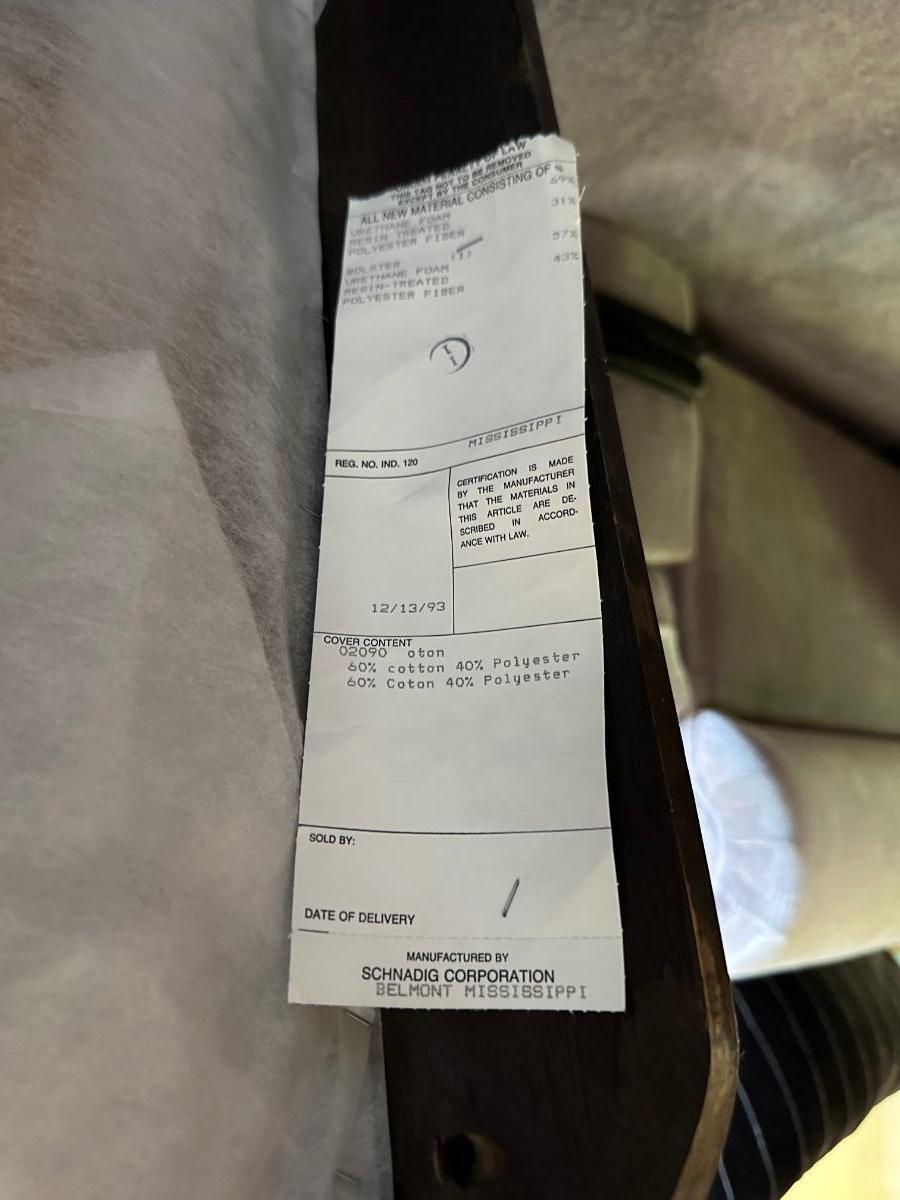 OF LAW
THIS TAG NOT TO BE REMOVED
EXCEPT BY THE CONSUMER
ALL NEW MATERIAL CONSISTING OF %
69%
URETHANE FOAM
RESIN TREATED 31%
POLYESTER FIBER
(1) 57%
BOLSTER
URETHANE FOAM 43%
RESIN-TREATED
POLYESTER FIBER
MISSISSIPPI
REG. NO. IND. 120
CERTIFICATION IS MADE
BY THE MANUFACTURER
THAT THE MATERIALS IN
THIS ARTICLE ARE DE-
SCRIBED IN ACCORD-
ANCE WITH LAW.
12/13/93
COVER CONTENT
02090 oton
60% cotton 40% Polyester
60% Coton 40% Polyester
SOLD BY:
DATE OF DELIVERY
MANUFACTURED BY
SCHNADIG CORPORATION
BELMONT MISSISSIPPI